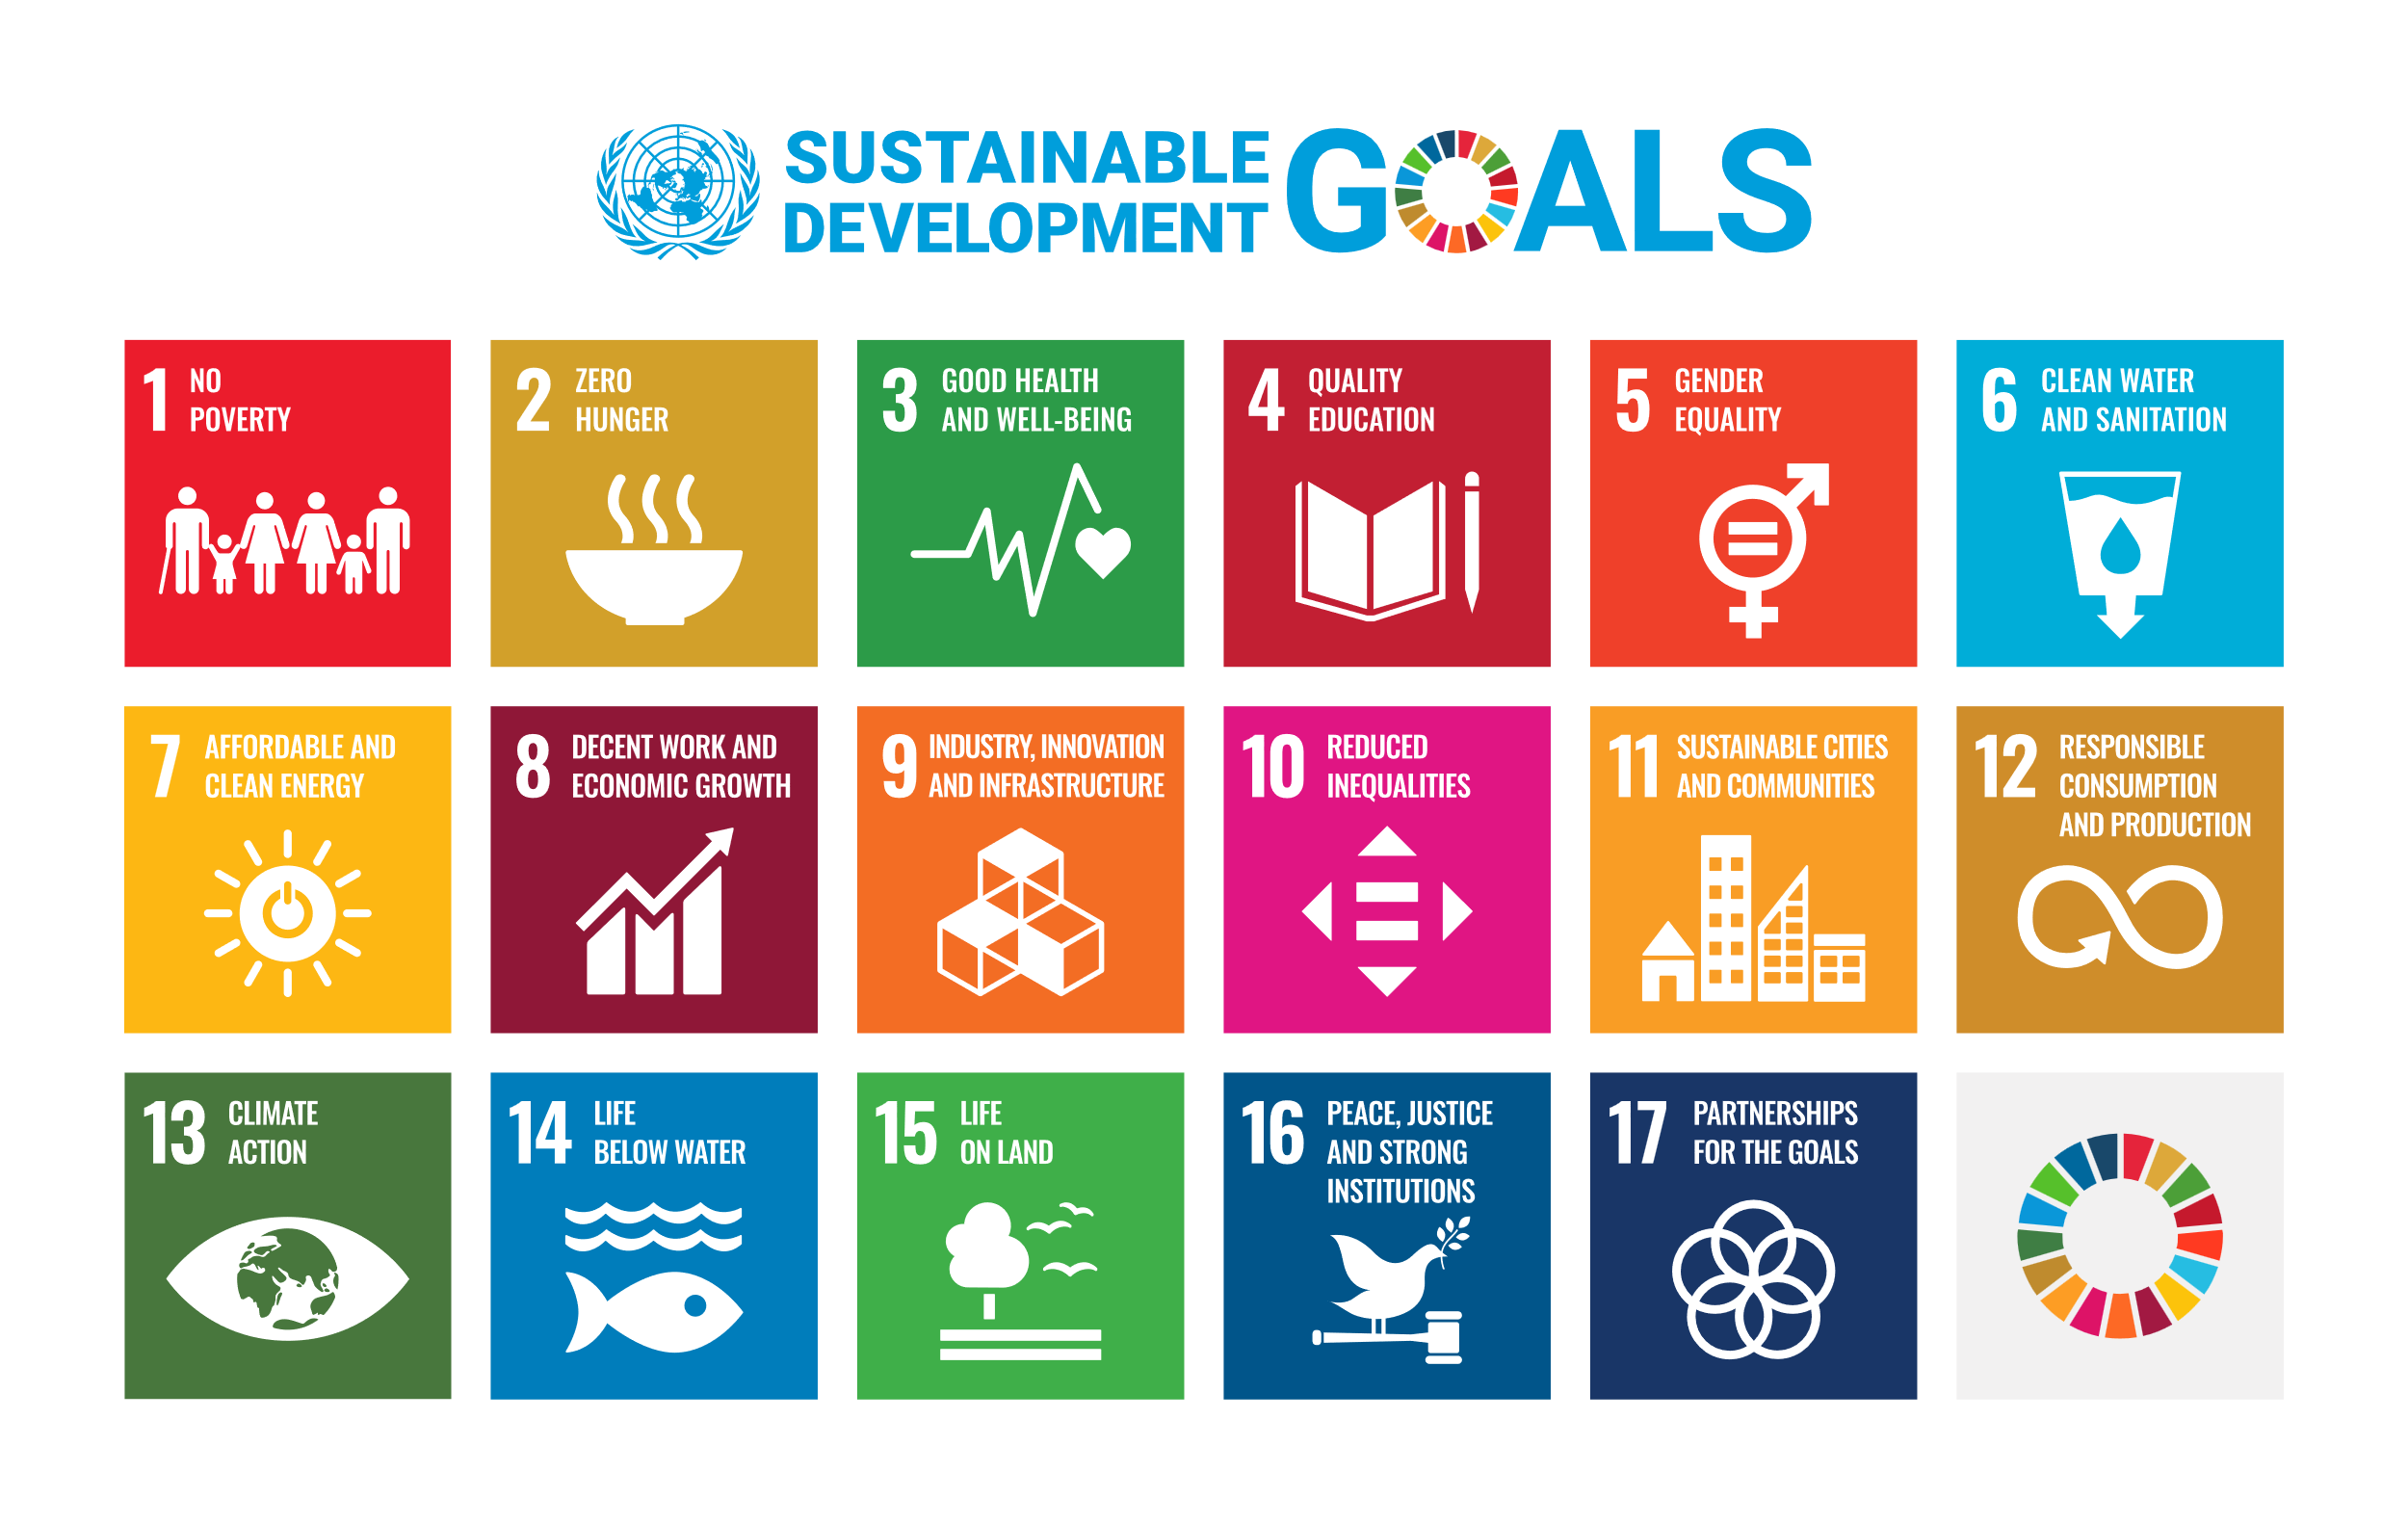 SUSTAINABLE
DEVELOPMENT
GOALS
1 NO
POVERTY
2 ZERO
HUNGER
3 GOOD HEALTH
AND WELL-BEING
4 QUALITY
EDUCATION
5 GENDER
EQUALITY
6 CLEAN WATER
AND SANITATION
7 AFFORDABLE AND
CLEAN ENERGY
8 DECENT WORK AND
ECONOMIC GROWTH
9 INDUSTRY, INNOVATION
AND INFRASTRUCTURE
10 REDUCED
INEQUALITIES
11 SUSTAINABLE CITIES
AND COMMUNITIES
12 RESPONSIBLE
CONSUMPTION
AND PRODUCTION
13 CLIMATE
ACTION
14 LIFE
BELOW WATER
15 LIFE
ON LAND
16 PEACE, JUSTICE
AND STRONG
INSTITUTIONS
17 PARTNERSHIPS
FOR THE GOALS